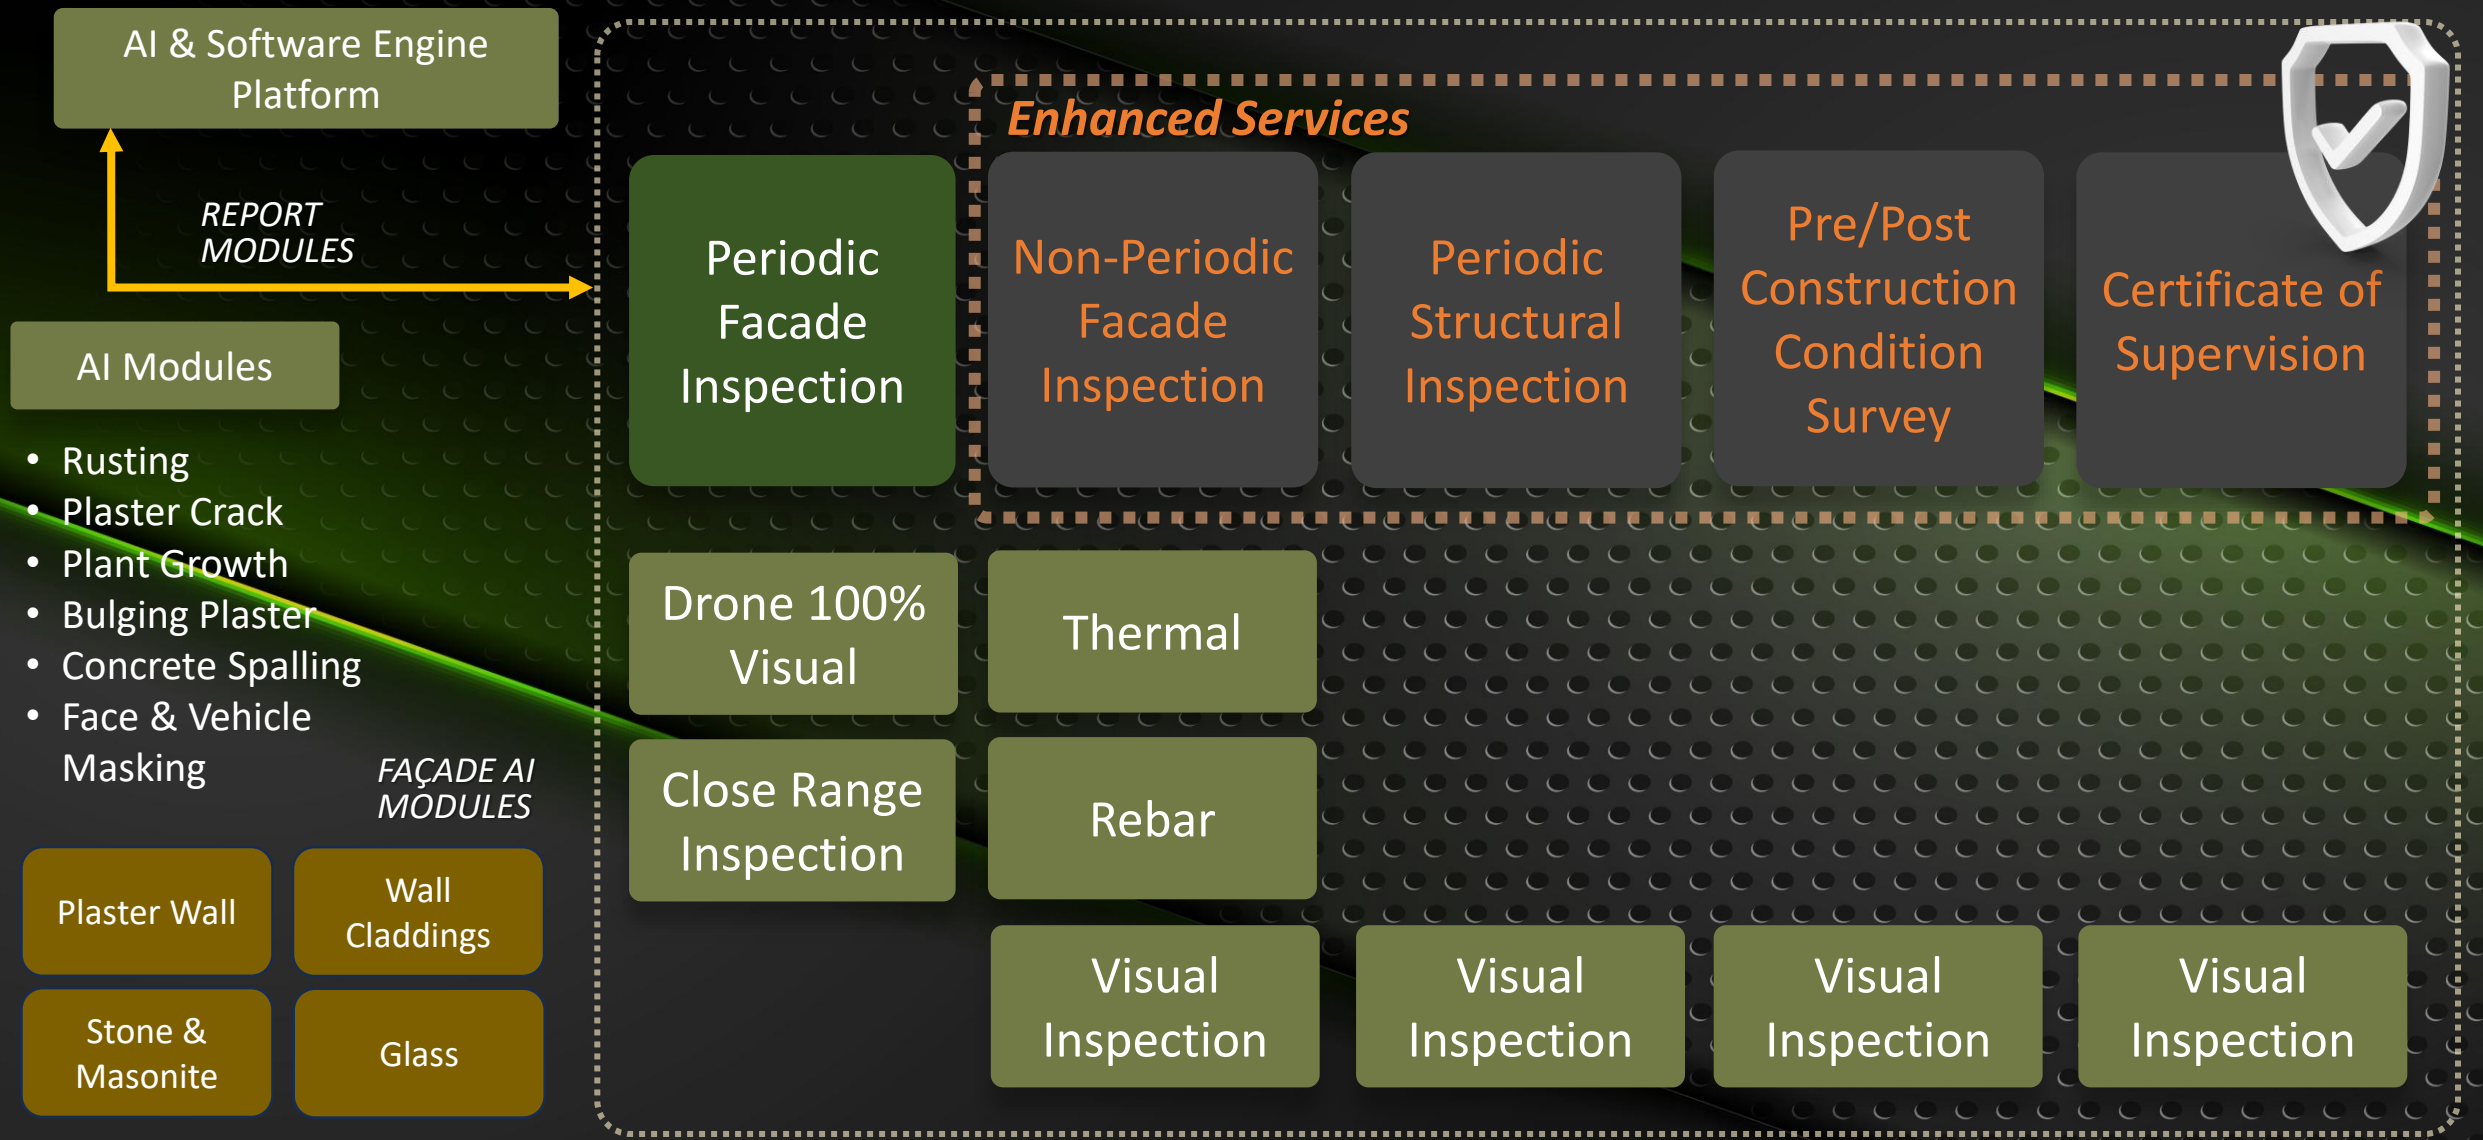 AI & Software Engine
Platform
REPORT
MODULES
AI Modules
• Rusting
• Plaster Crack
• Plant Growth
• Bulging Plaster
• Concrete Spalling
• Face & Vehicle
Masking
FAÇADE AI
MODULES
Plaster Wall
Wall
Claddings
Stone &
Masonite
Glass
Enhanced Services
Periodic
Facade
Inspection
Non-Periodic
Facade
Inspection
Periodic
Structural
Inspection
Pre/Post
Construction
Condition
Survey
Certificate of
Supervision
Drone 100%
Visual
Thermal
Close Range
Inspection
Rebar
Visual
Inspection
Visual
Inspection
Visual
Inspection
Visual
Inspection